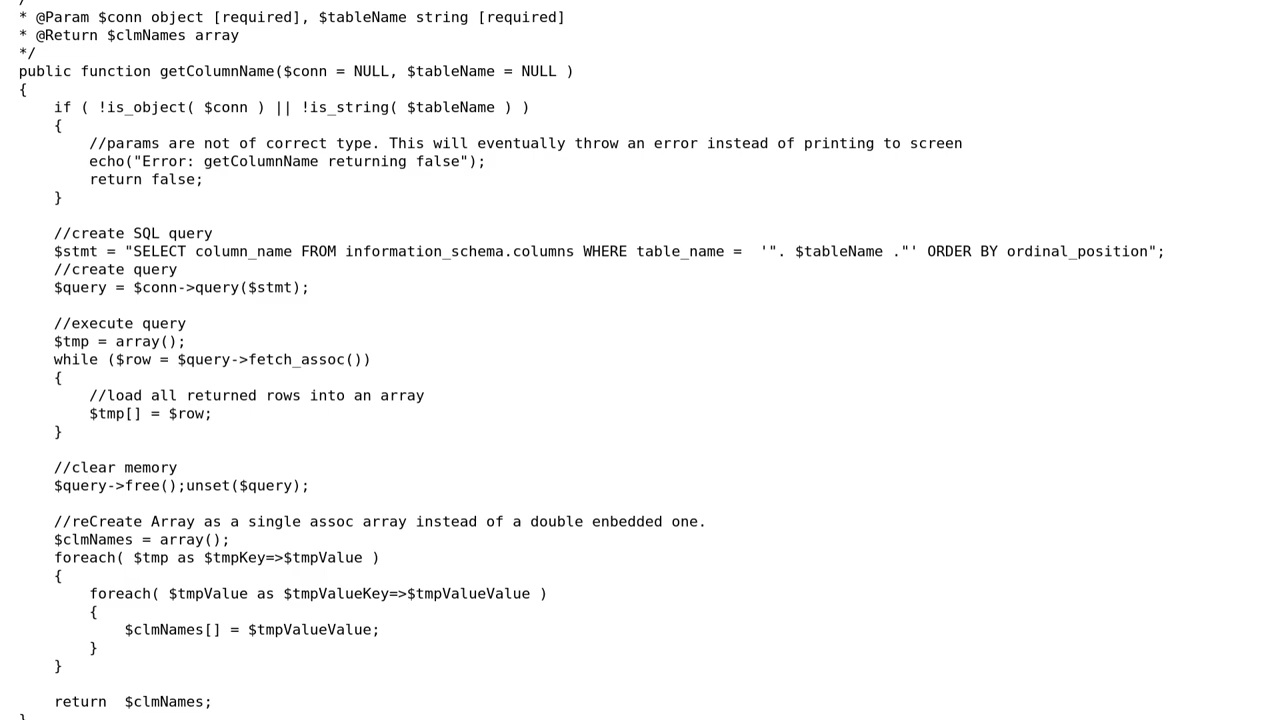 /
* @Param $conn object [required], $tableName string [required]
* @Return $clmNames array
*/
public function getColumnName($conn = NULL, $tableName = NULL )
{
    if ( !is_object( $conn ) || !is_string( $tableName ) )
    {
        //params are not of correct type. This will eventually throw an error instead of printing to screen
        echo("Error: getColumnName returning false");
        return false;
    }

    //create SQL query
    $stmt = "SELECT column_name FROM information_schema.columns WHERE table_name =  '". $tableName ."' ORDER BY ordinal_position";
    //create query
    $query = $conn->query($stmt);

    //execute query
    $tmp = array();
    while ($row = $query->fetch_assoc())
    {
        //load all returned rows into an array
        $tmp[] = $row;
    }

    //clear memory
    $query->free();unset($query);

    //reCreate Array as a single assoc array instead of a double enbedded one.
    $clmNames = array();
    foreach( $tmp as $tmpKey=>$tmpValue )
    {
        foreach( $tmpValue as $tmpValueKey=>$tmpValueValue )
        {
            $clmNames[] = $tmpValueValue;
        }
    }

    return  $clmNames;
}